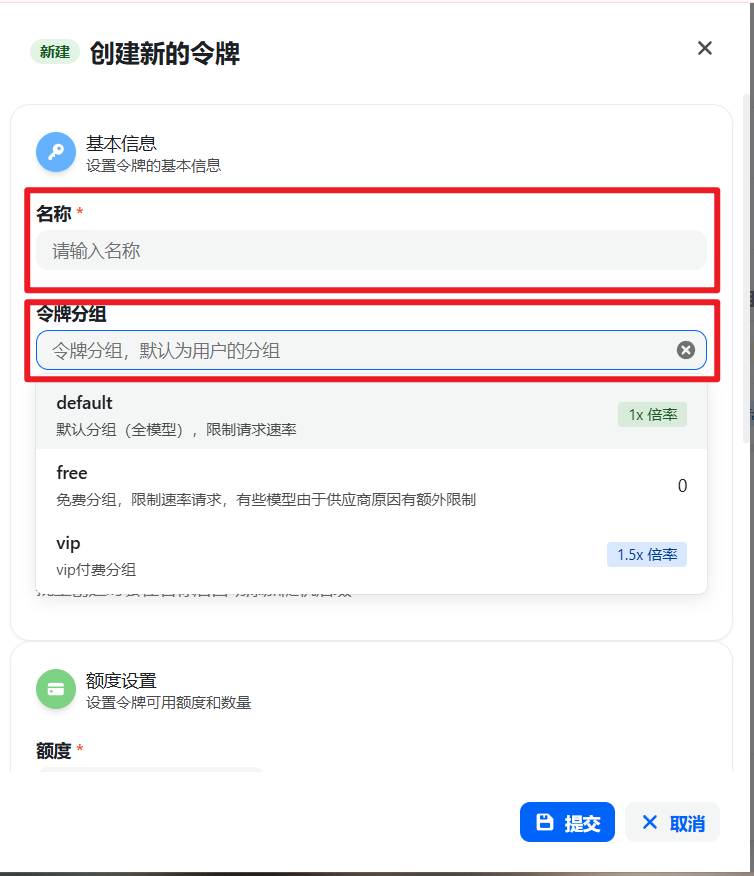 新建 创建新的令牌
基本信息
设置令牌的基本信息
名称 *
请输入名称
令牌分组
令牌分组，默认为用户的分组
default
1x 倍率
默认分组（全模型），限制请求速率
free
0
免费分组，限制速率请求，有些模型由于供应商原因有额外限制
vip
1.5x 倍率
vip付费分组
额度设置
设置令牌可用额度和数量
额度 *
提交 取消